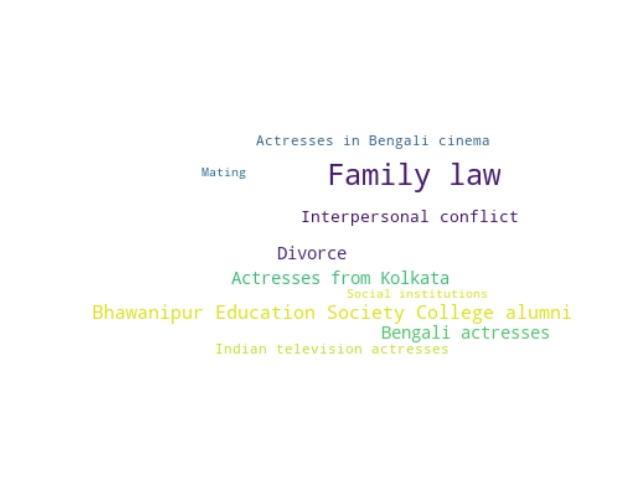 Actresses in Bengali cinema
Mating
Family law
Interpersonal conflict
Divorce
Actresses from Kolkata
Social institutions
Bhawanipur Education Society College alumni
Bengali actresses
Indian television actresses